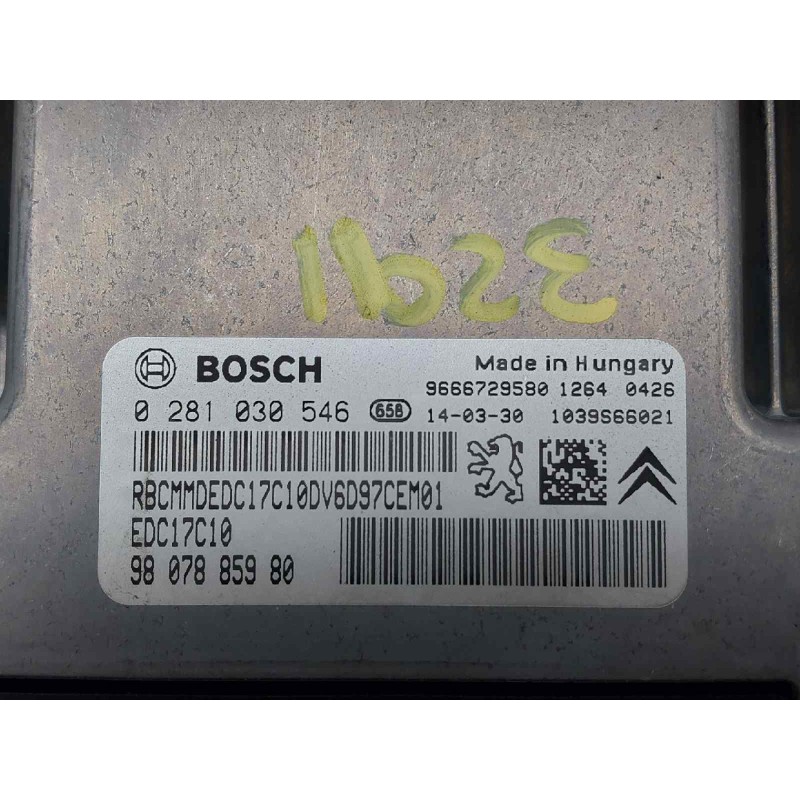 11b2E
BOSCH
Made in Hungary
9666729580 1264 0426
0 281 030 546 658 14-03-30 1039S66021
RBCMMDEDC17C10DV6D97CEM01
EDC17C10
98 078 859 80